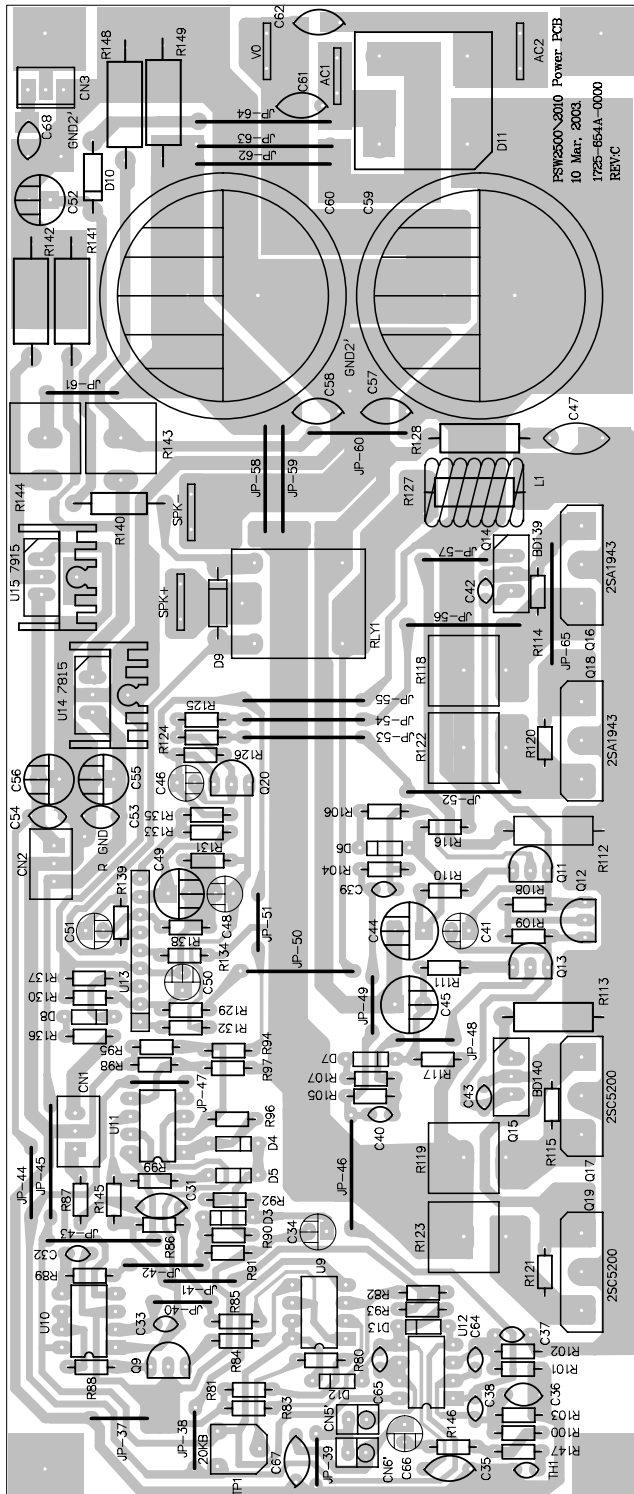 C62
R148
R149
V0
AC1
AC2
CN3
C68
GND2'
C61
JP-64
JP-63
JP-62
D10
D11
PSW2500\2010 Power PCB
10 Mar, 2003.
1725-654A-0000
REV:C
C52
R142
R141
C60
C59
JP-61
GND2'
C58
C57
R143
R144
R140
SPK-
JP-58
JP-59
JP-60
R128
C47
R127
L1
U15 7915
SPK+
D9
RLY1
JP-57
Q14
BD139
C42
R114
JP-56
JP-65
2SA1943
Q18 Q16
R118
U14 7815
R125
R124
R126
JP-55
JP-54
JP-53
R122
R120
2SA1943
JP-52
C56
C55
C54
C53
C46
Q20
R135
R133
R131
R106
D6
R104
R116
R112
CN2
R GND
R139
C49
C48
C39
R110
Q11
R108
Q12
C51
R138
R134
JP-51
C44
C41
R109
R137
R130
D8
R136
U13
C50
R129
R132
JP-50
JP-49
C45
R111
Q13
R113
R95
R98
R94
R97
D7
R107
R105
JP-48
R117
C43
BD140
Q15
2SC5200
CN1
U11
JP-47
R96
D4
C40
R115
JP-44
JP-45
R99
D5
JP-46
R119
Q19 Q17
R87
R145
C31
R92
D3
R90
R91
C34
R123
JP-43
R86
C32
R89
JP-42
JP-41
JP-40
U9
R82
R93
D13
R121
2SC5200
U10
C33
R85
R84
U12
C64
C37
R102
R101
R88
Q9
R80
C65
R81
R83
D12
C38
C36
JP-37
JP-38
20KB
CN5'
R146
R103
R100
R147
TP1
C67
JP-39
CN6'
C66
C35
TH1